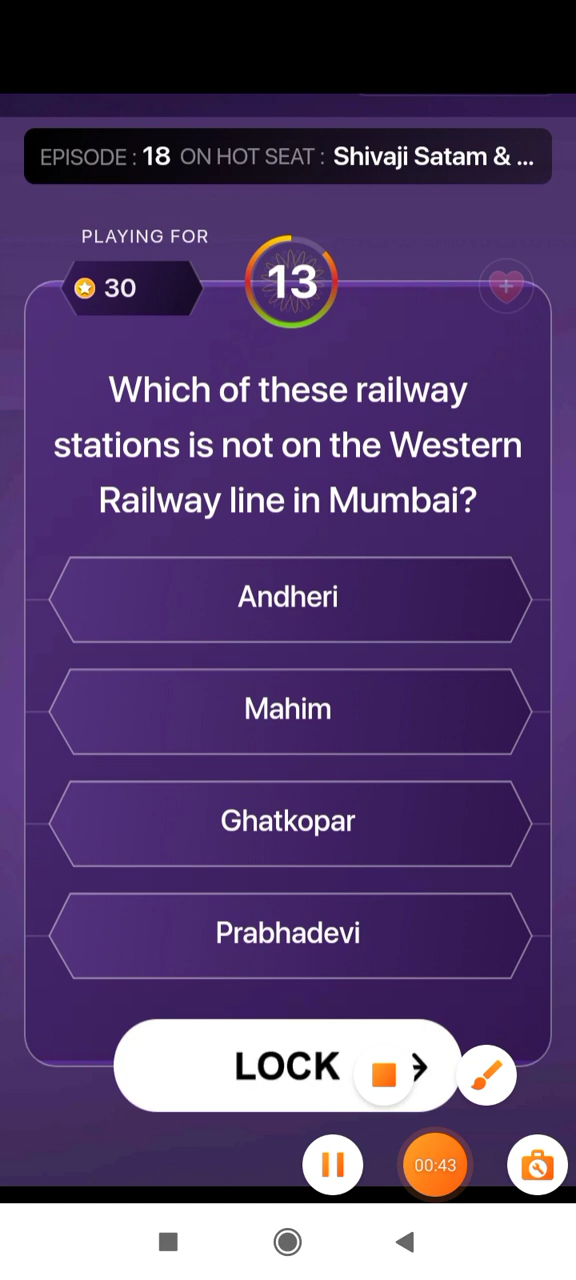 EPISODE : 18 ON HOT SEAT : Shivaji Satam & ...
PLAYING FOR
30
13
Which of these railway
stations is not on the Western
Railway line in Mumbai?
Andheri
Mahim
Ghatkopar
Prabhadevi
LOCK
00:43